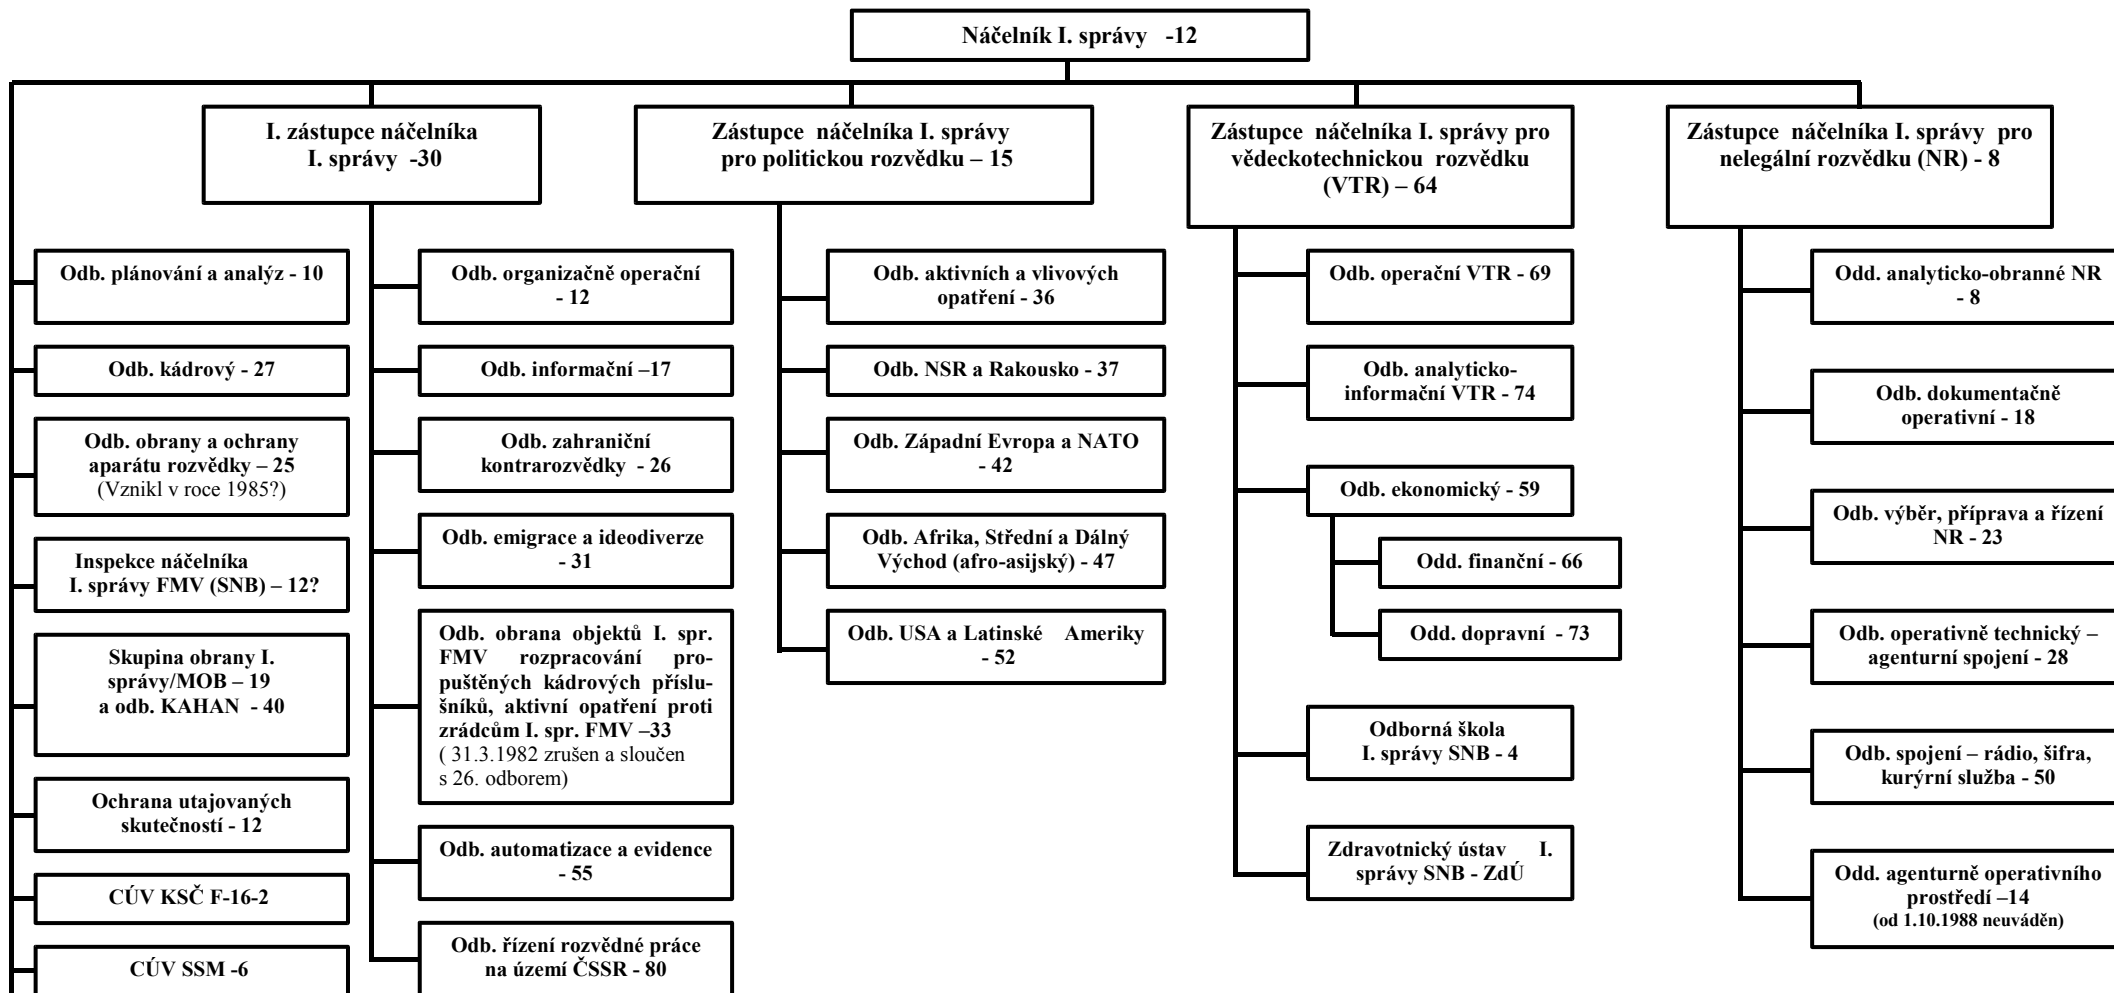 Náčelník I. správy -12
I. zástupce náčelníka
I. správy -30
Zástupce náčelníka I. správy
pro politickou rozvědku – 15
Zástupce náčelníka I. správy pro
vědeckotechnickou rozvědku
(VTR) – 64
Zástupce náčelníka I. správy pro
nelegální rozvědku (NR) - 8
Odb. plánování a analýz - 10
Odb. kádrový - 27
Odb. obrany a ochrany
aparátu rozvědky – 25
(Vznikl v roce 1985?)
Inspekce náčelníka
I. správy FMV (SNB) – 12?
Skupina obrany I.
správy/MOB – 19
a odb. KAHAN - 40
Ochrana utajovaných
skutečností - 12
CÚV KSČ F-16-2
CÚV SSM -6
Odb. organizačně operační
- 12
Odb. informační –17
Odb. zahraniční
kontrarozvědky - 26
Odb. emigrace a ideodiverze
- 31
Odb. obrana objektů I. spr.
FMV rozpracování pro-
puštěných kádrových příslu-
šníků, aktivní opatření proti
zrádcům I. spr. FMV –33
( 31.3.1982 zrušen a sloučen
s 26. odborem)
Odb. automatizace a evidence
- 55
Odb. řízení rozvědné práce
na území ČSSR - 80
Odb. aktivních a vlivových
opatření - 36
Odb. NSR a Rakousko - 37
Odb. Západní Evropa a NATO
- 42
Odb. Afrika, Střední a Dálný
Východ (afro-asijský) - 47
Odb. USA a Latinské Ameriky
- 52
Odb. operační VTR - 69
Odb. analyticko-
informační VTR - 74
Odb. ekonomický - 59
Odd. finanční - 66
Odd. dopravní - 73
Odborná škola
I. správy SNB - 4
Zdravotnický ústav I.
správy SNB - ZdÚ
Odd. analyticko-obranné NR
- 8
Odb. dokumentačně
operativní - 18
Odb. výběr, příprava a řízení
NR - 23
Odb. operativně technický –
agenturní spojení - 28
Odb. spojení – rádio, šifra,
kurýrní služba - 50
Odd. agenturně operativního
prostředí –14
(od 1.10.1988 neuváděn)